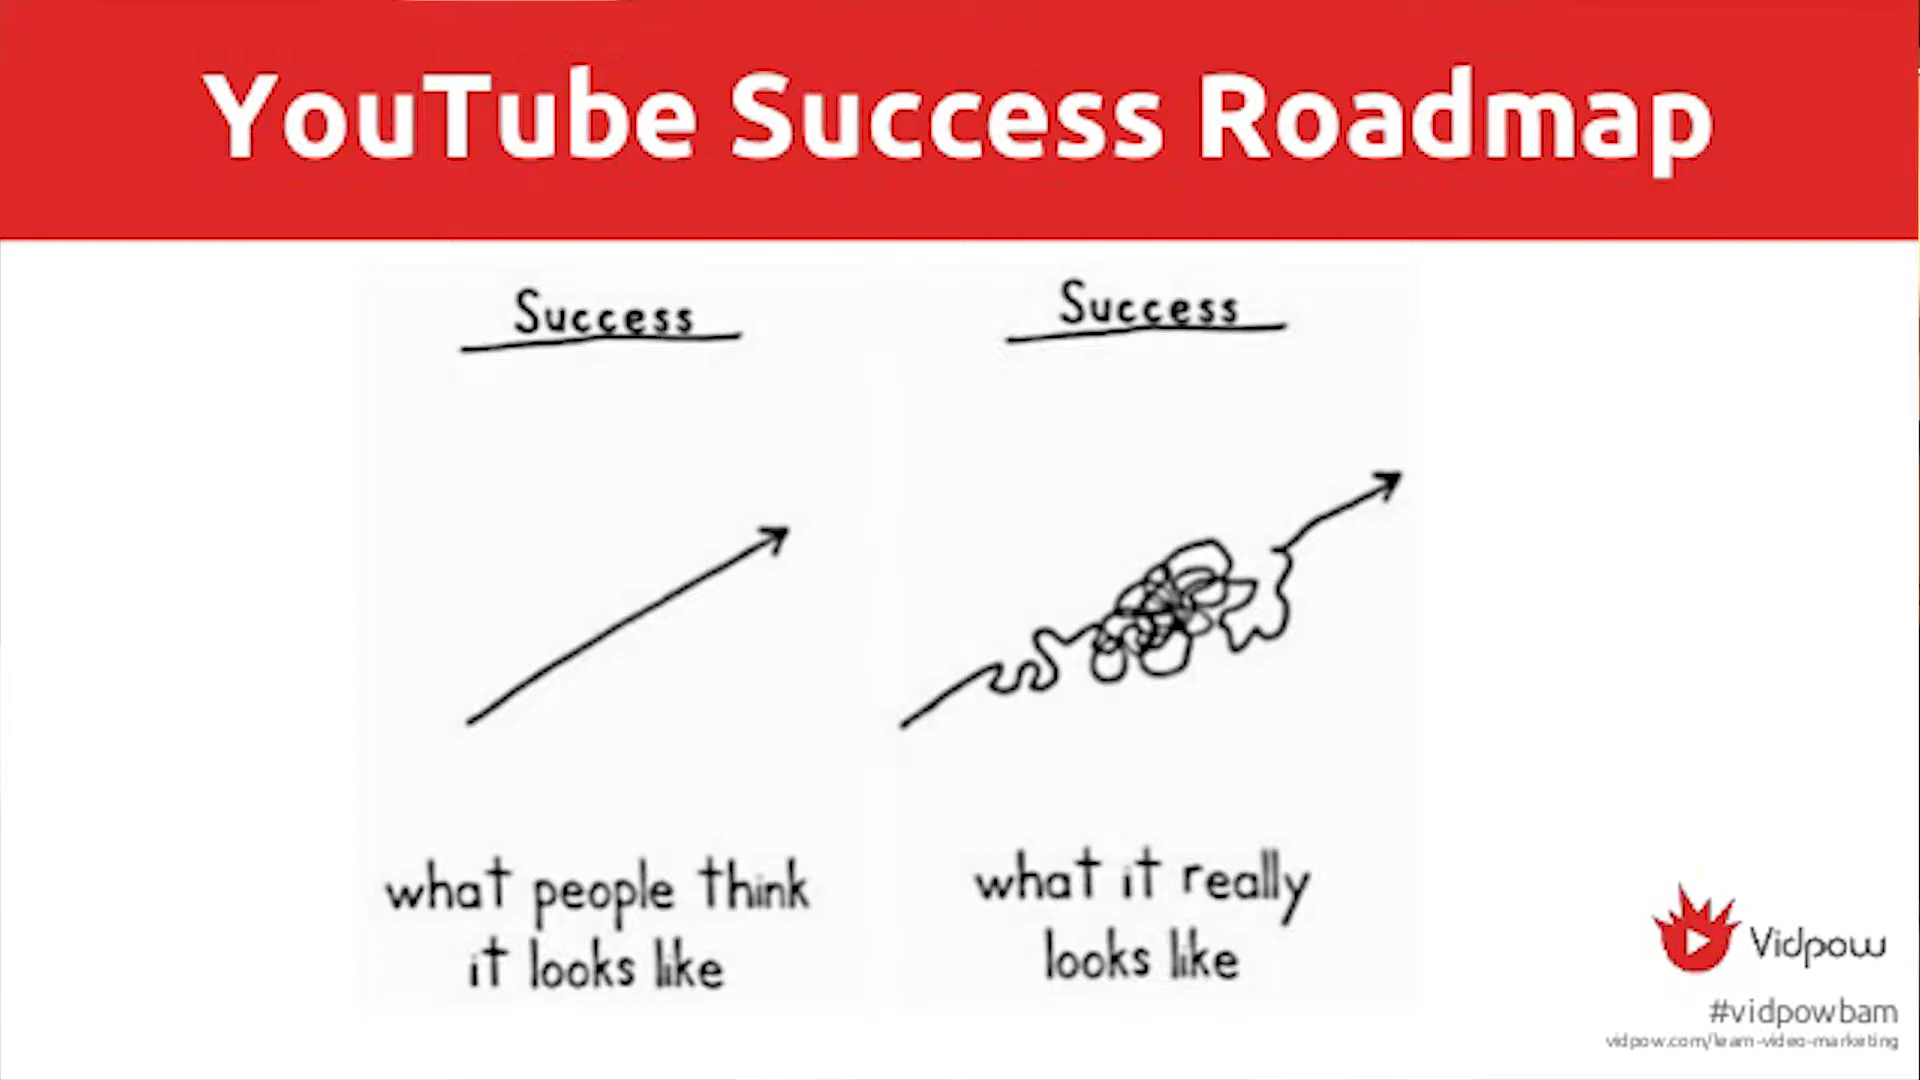 YouTube Success Roadmap
Success
what people think
it looks like
Success
what it really
looks like
Vidpow
#vidpowbam
vidpow.com/learn-video-marketing